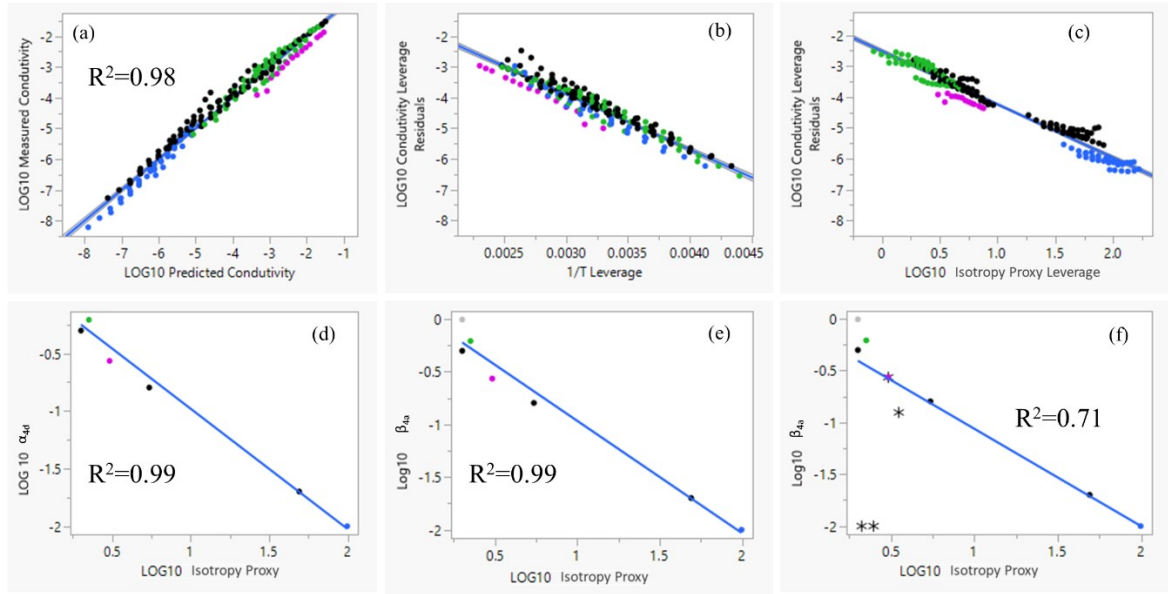 (a)
R²=0.98
LOG10 Measured Condutivity
-2
-3
-4
-5
-6
-7
-8
-8 -7 -6 -5 -4 -3 -2 -1
LOG10 Predicted Condutivity
(b)
LOG10 Condutivity Leverage
Residuals
-2
-3
-4
-5
-6
-7
-8
0.0025 0.0030 0.0035 0.0040 0.0045
1/T Leverage
(c)
LOG10 Condutivity Leverage
Residuals
-2
-3
-4
-5
-6
-7
-8
0 0.5 1.0 1.5 2.0
LOG10 Isotropy Proxy Leverage
(d)
R²=0.99
LOG 10 α4d
-0.5
-1
-1.5
-2
0.5 1 1.5 2
LOG10 Isotropy Proxy
(e)
R²=0.99
Log10 β4a
0
-0.5
-1
-1.5
-2
0.5 1 1.5 2
LOG10 Isotropy Proxy
(f)
R²=0.71
Log10 β4a
0
-0.5
-1
-1.5
-2
0.5 1 1.5 2
LOG10 Isotropy Proxy